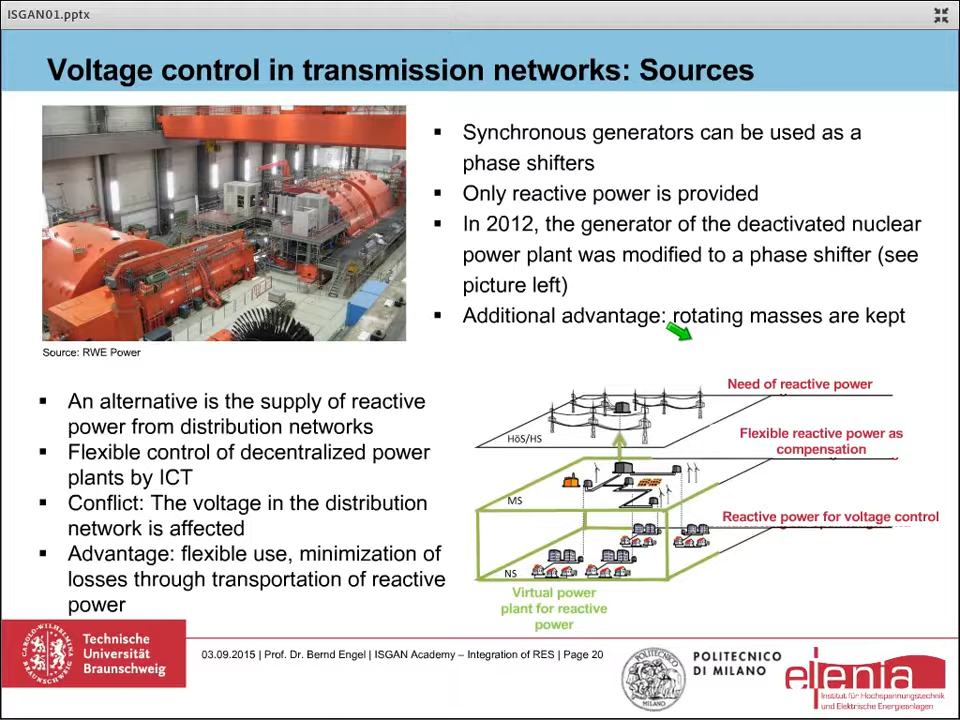 ISGAN01.pptx
Voltage control in transmission networks: Sources
Synchronous generators can be used as a
phase shifters
Only reactive power is provided
In 2012, the generator of the deactivated nuclear
power plant was modified to a phase shifter (see
picture left)
Additional advantage: rotating masses are kept
Source: RWE Power
An alternative is the supply of reactive
power from distribution networks
Flexible control of decentralized power
plants by ICT
Conflict: The voltage in the distribution
network is affected
Advantage: flexible use, minimization of
losses through transportation of reactive
power
Need of reactive power
HöS/HS
Flexible reactive power as
compensation
MS
Reactive power for voltage control
NS
Virtual power
plant for reactive
power
CAROLO-WILHELMINA
BRAUNSCHWEIG
Technische
Universität
Braunschweig
03.09.2015 | Prof. Dr. Bernd Engel | ISGAN Academy – Integration of RES | Page 20
POLITECNICO
MILANO
POLITECNICO
DI MILANO
elenia
Institut für Hochspannungstechnik
und Elektrische Energieanlagen